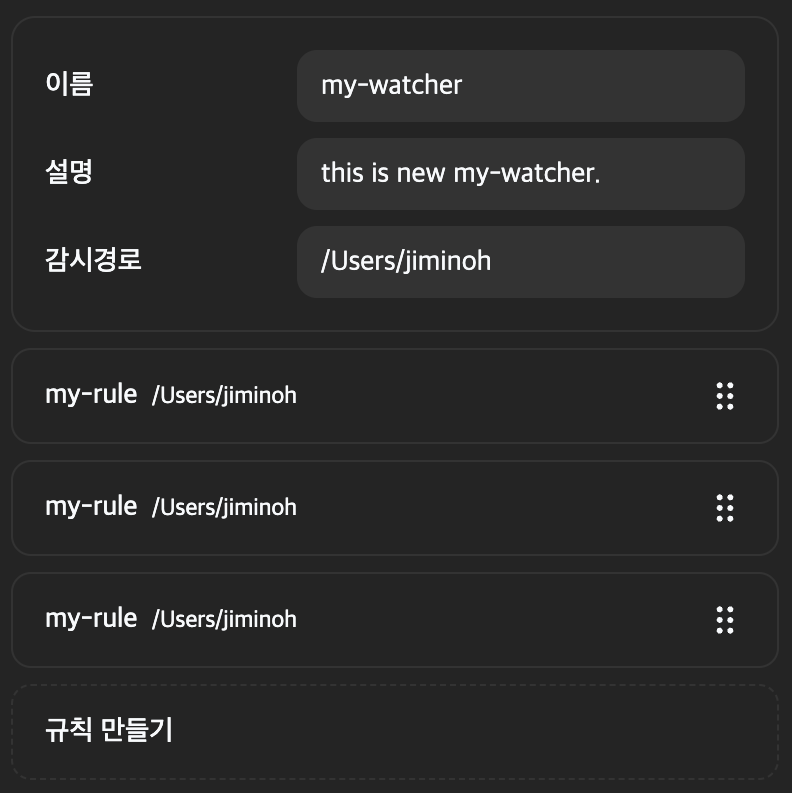 이름 my-watcher
설명 this is new my-watcher.
감시경로 /Users/jiminoh
my-rule /Users/jiminoh
my-rule /Users/jiminoh
my-rule /Users/jiminoh
규칙 만들기